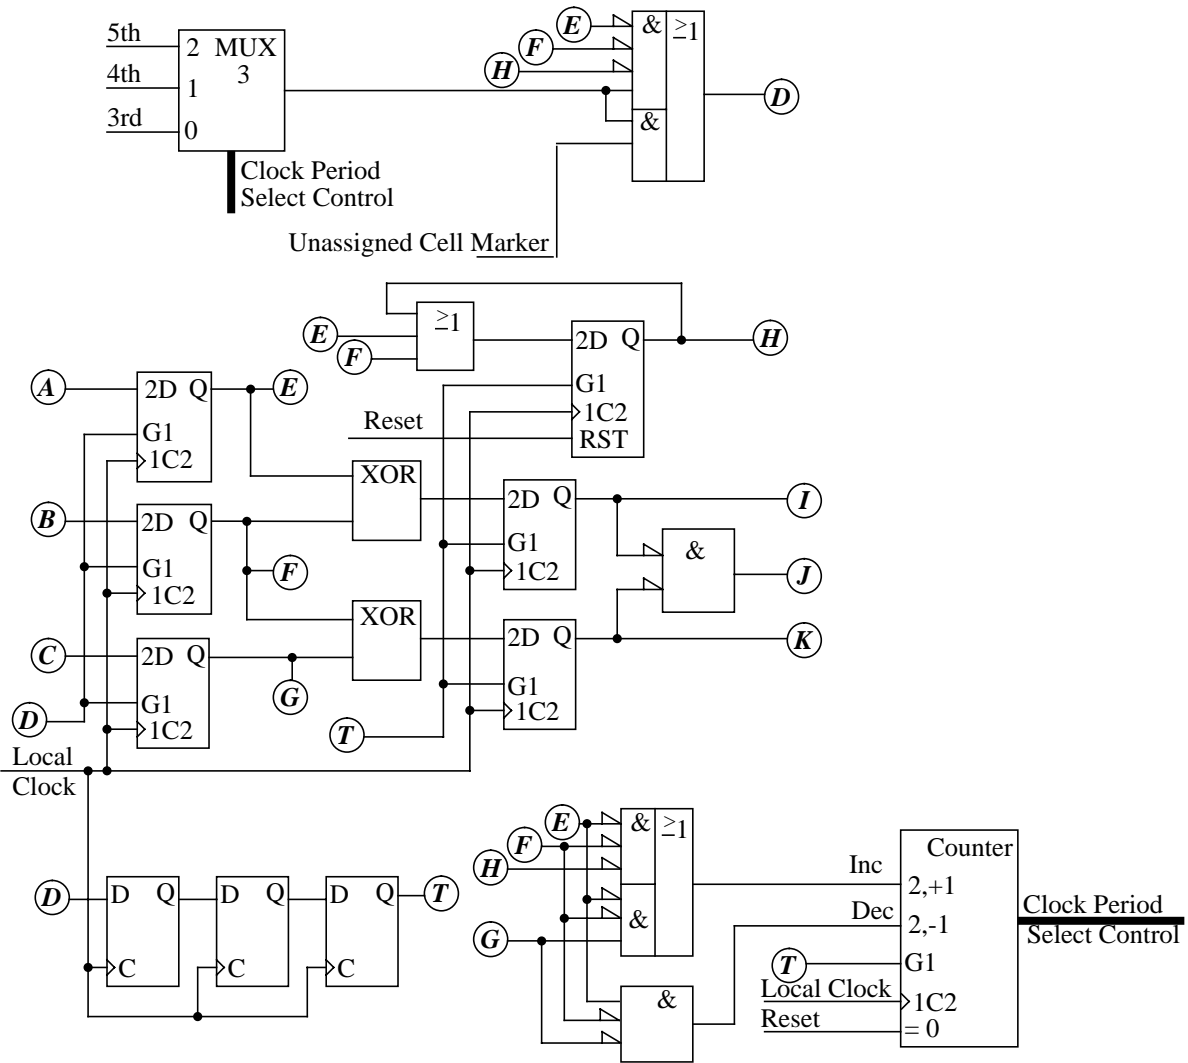 E
& ≥1
5th
2 MUX
F
3
H
4th
1
D
3rd
0
&
Clock Period
Select Control
Unassigned Cell Marker
≥1
E
2D Q
H
F
A
2D Q
E
G1
Reset
1C2
G1
RST
1C2
XOR
B
2D Q
2D Q
I
G1
G1
&
F
1C2
J
1C2
XOR
C
2D Q
2D Q
K
G
G1
G1
D
1C2
1C2
T
Local
Clock
E
& ≥1
F
Counter
H
Inc
2,+1
D
D Q
D Q
D Q
T
Clock Period
&
Dec
2,-1
Select Control
G
T
G1
C
C
C
&
Local Clock
1C2
Reset
= 0